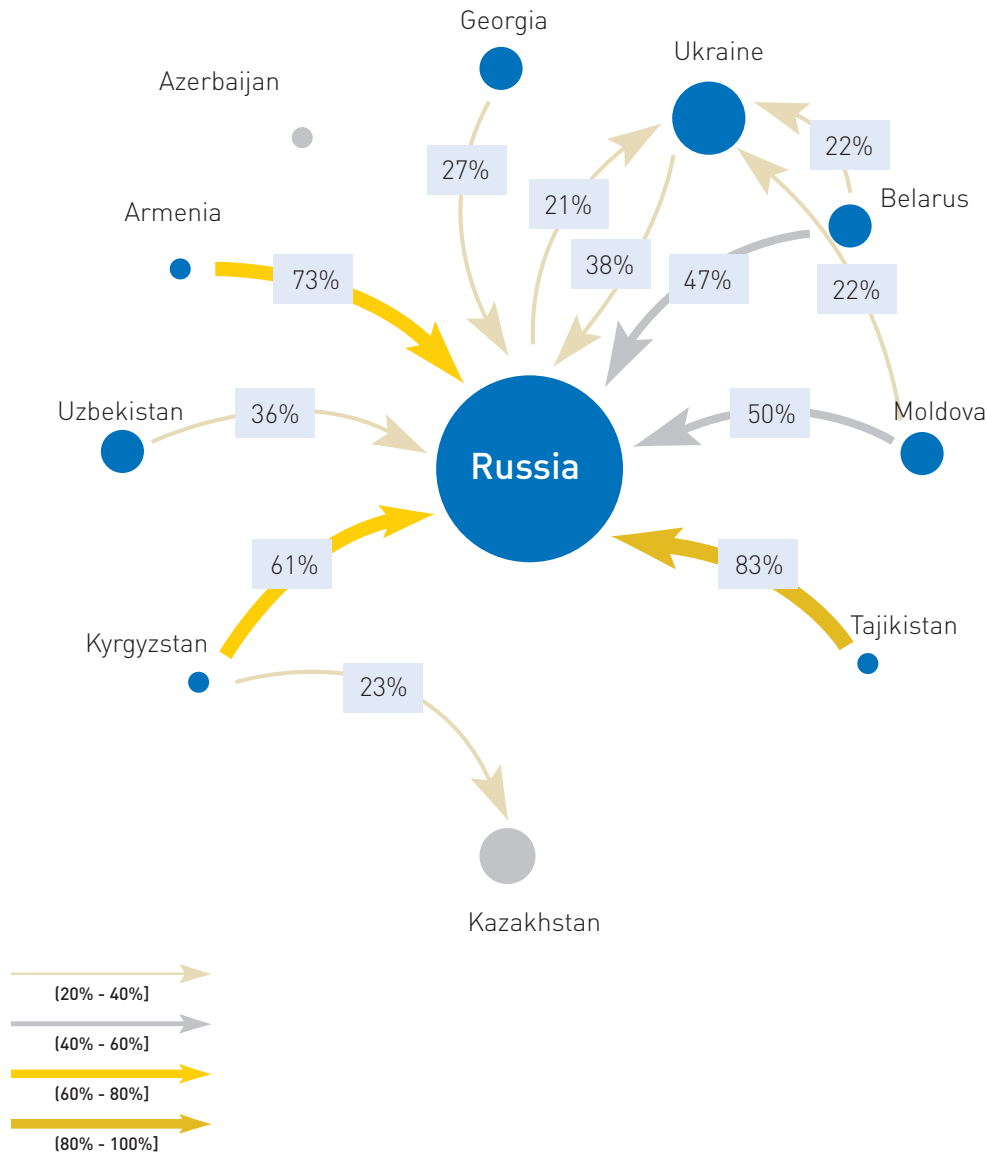 Georgia
Ukraine
Azerbaijan
22%
27%
Belarus
21%
Armenia
38%
73%
47%
22%
Uzbekistan
36%
50%
Moldova
Russia
61%
83%
Tajikistan
Kyrgyzstan
23%
Kazakhstan
(20% - 40%]
(40% - 60%]
(60% - 80%]
(80% - 100%]